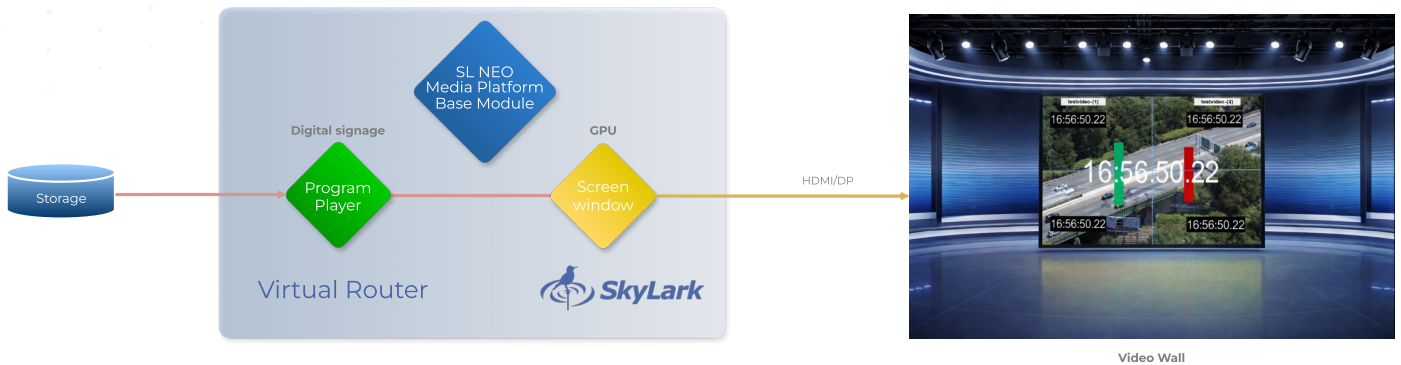 SL NEO
Media Platform
Base Module
Digital signage
GPU
Storage
Program
Player
Screen
window
HDMI/DP
Virtual Router
SkyLark
testvideo-(1)
testvideo-(4)
16:56:50.22
16:56:50.22
16:56:50.22
16:56:50.22
16:56:50.22
Video Wall